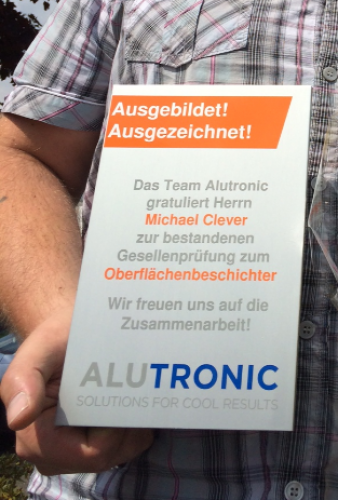 Ausgebildet!
Ausgezeichnet!
Das Team Alutronic
gratuliert Herrn
Michael Clever
zur bestandenen
Gesellenprüfung zum
Oberflächenbeschichter
Wir freuen uns auf die
Zusammenarbeit!
ALUTRONIC
SOLUTIONS FOR COOL RESULTS